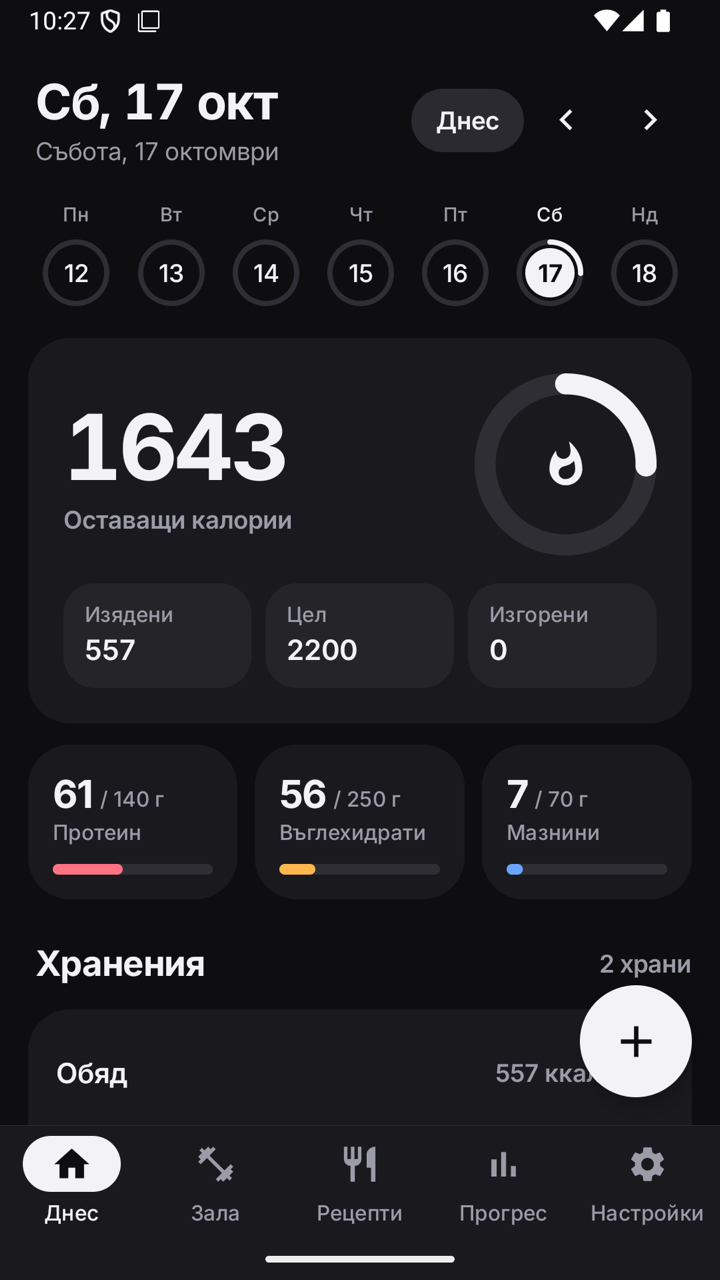 10:27
Сб, 17 окт
Събота, 17 октомври
Днес
Пн Вт Ср Чт Пт Сб Нд
12 13 14 15 16 17 18
1643
Оставащи калории
Изядени Цел Изгорени
557 2200 0
61 / 140 г 56 / 250 г 7 / 70 г
Протеин Въглехидрати Мазнини
Хранения 2 храни
Обяд 557 ккал
Днес Зала Рецепти Прогрес Настройки